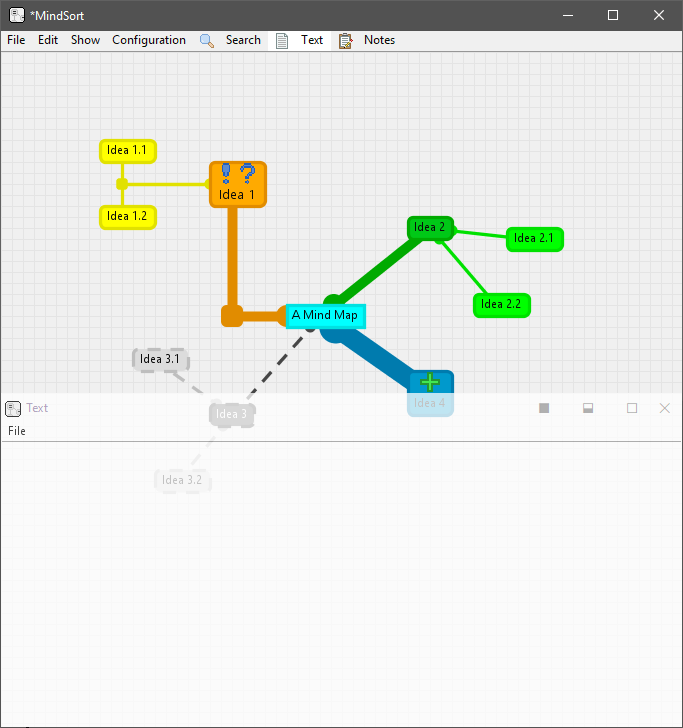 *MindSort
File Edit Show Configuration Search Text Notes
Idea 1.1
Idea 1
Idea 1.2
Idea 2
Idea 2.1
Idea 2.2
A Mind Map
Idea 3.1
Idea 4
Text
Idea 3
File
Idea 3.2